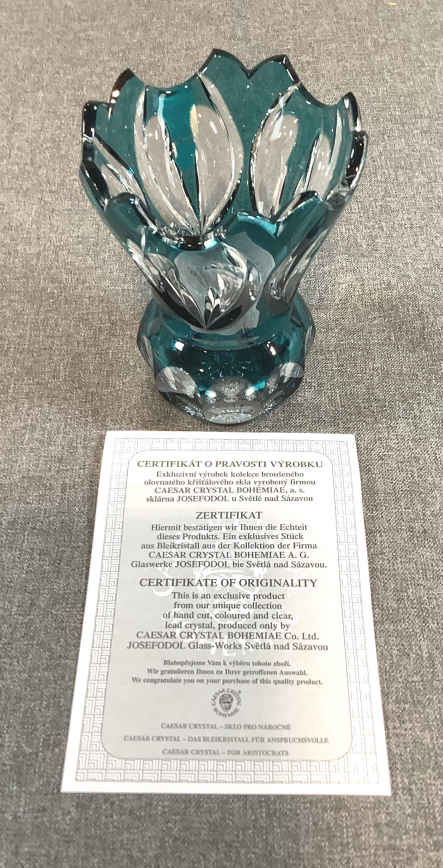 CERTIFIKÁT O PRAVOSTI VÝROBKU
Exkluzivní výrobek kolekce broušeného
olovnatého křišťálového skla vyrobený firmou
CAESAR CRYSTAL BOHEMIAE, a. s.
sklárna JOSEFODOL u Světlé nad Sázavou
ZERTIFIKAT
Hiermit bestätigen wir Ihnen die Echteit
dieses Produkts. Ein exklusives Stück
aus Bleikristall aus der Kollektion der Firma
CAESAR CRYSTAL BOHEMIAE A. G.
Glaswerke JOSEFODOL bie Světlá nad Sázavou.
CERTIFICATE OF ORIGINALITY
This is an exclusive product
from our unique collection
of hand cut, coloured and clear,
lead crystal, produced only by
CAESAR CRYSTAL BOHEMIAE Co. Ltd.
JOSEFODOL Glass-Works Světlá nad Sázavou
Blahopřejeme Vám k výběru tohoto zboží.
Wir gratulieren Ihnen zu Ihrer getroffenen Auswahl.
We congratulate you on your purchase of this quality product.
CAESAR CRYSTAL
BOHEMIAE
CAESAR CRYSTAL – SKLO PRO NÁROČNÉ
CAESAR CRYSTAL – DAS BLEIKRISTALL FÜR ANSPRUCHSVOLLE
CAESAR CRYSTAL – FOR ARISTOCRATS